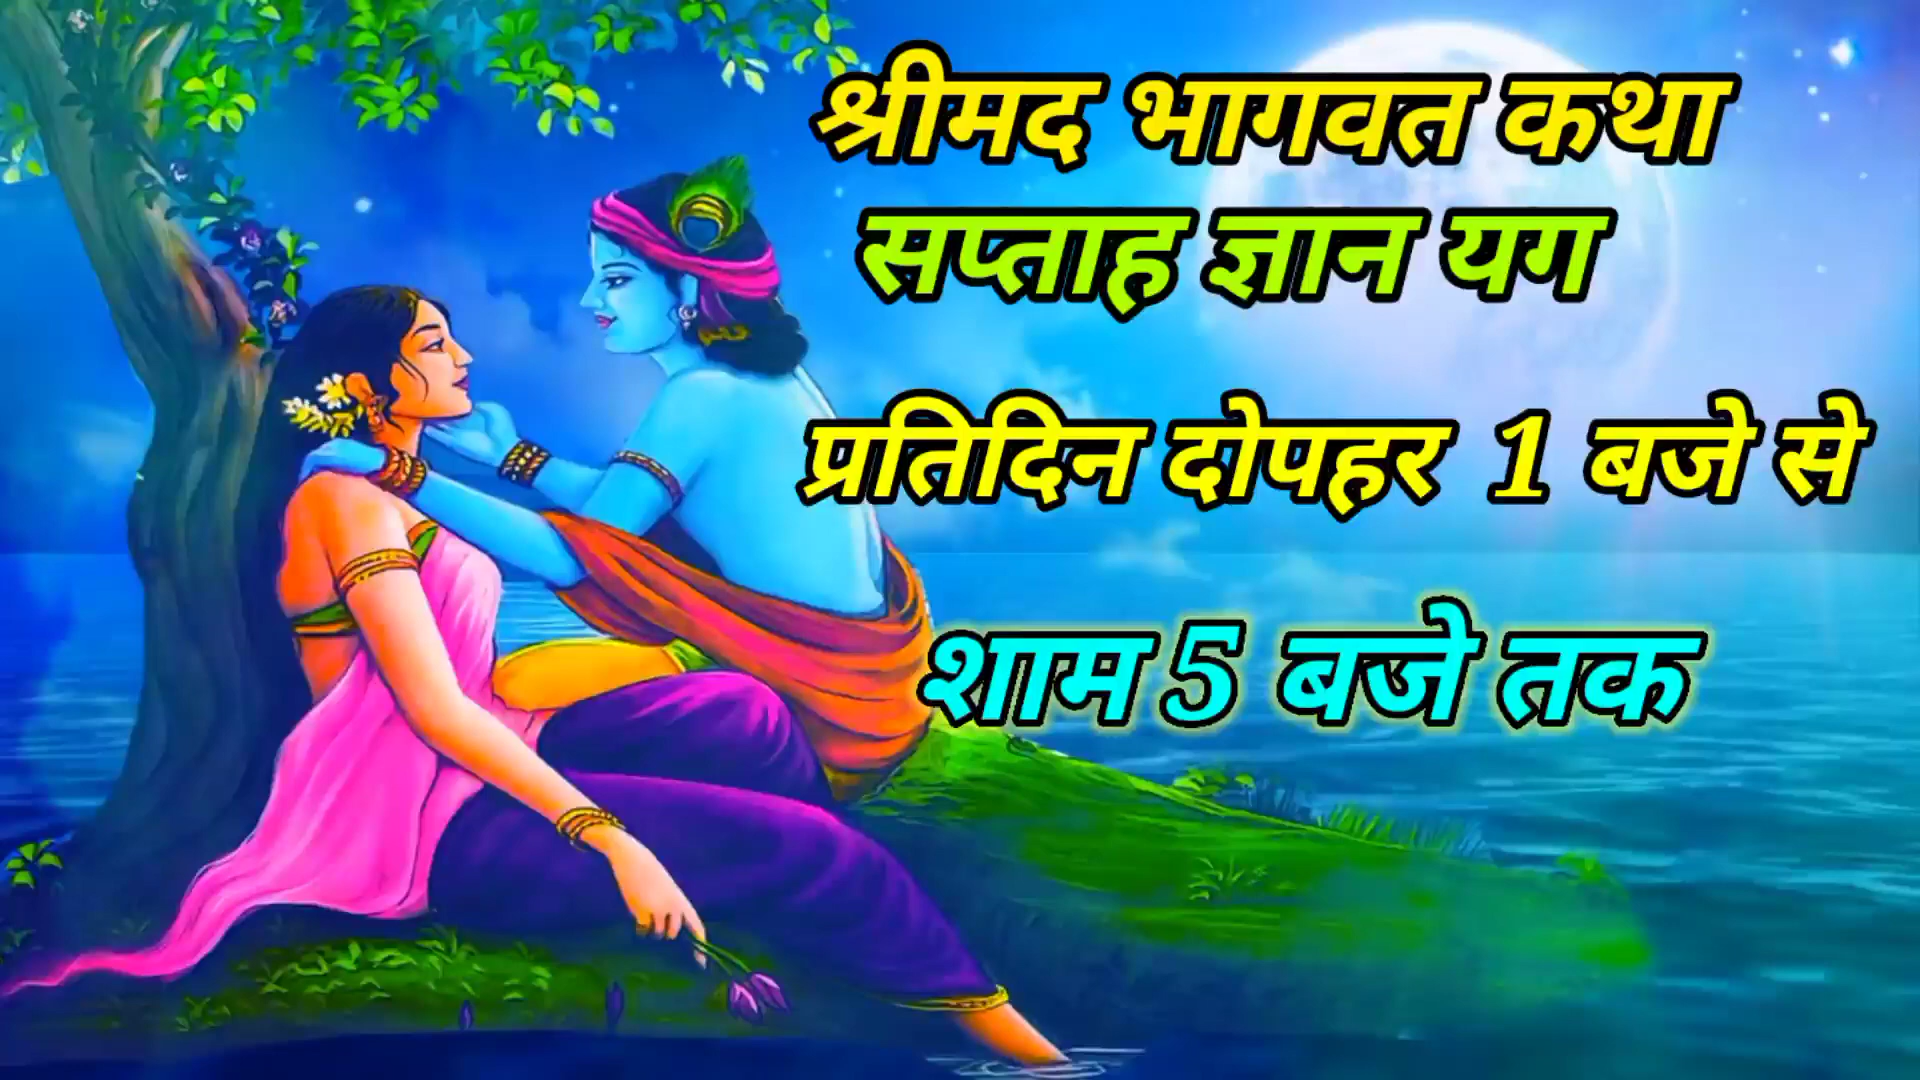 श्रीमद भागवत कथा
सप्ताह ज्ञान यग
प्रतिदिन दोपहर 1 बजे से
शाम 5 बजे तक